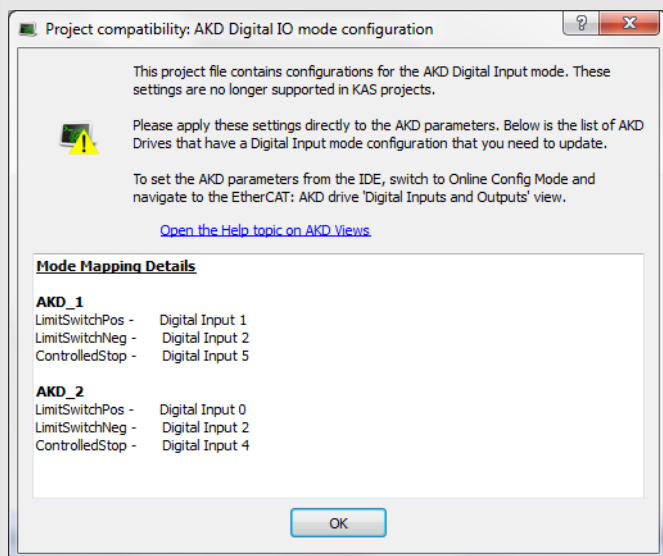 Project compatibility: AKD Digital IO mode configuration
?
This project file contains configurations for the AKD Digital Input mode. These
settings are no longer supported in KAS projects.
Please apply these settings directly to the AKD parameters. Below is the list of AKD
Drives that have a Digital Input mode configuration that you need to update.
To set the AKD parameters from the IDE, switch to Online Config Mode and
navigate to the EtherCAT: AKD drive 'Digital Inputs and Outputs' view.
Open the Help topic on AKD Views
Mode Mapping Details
AKD_1
LimitSwitchPos - Digital Input 1
LimitSwitchNeg - Digital Input 2
ControlledStop - Digital Input 5
AKD_2
LimitSwitchPos - Digital Input 0
LimitSwitchNeg - Digital Input 2
ControlledStop - Digital Input 4
OK